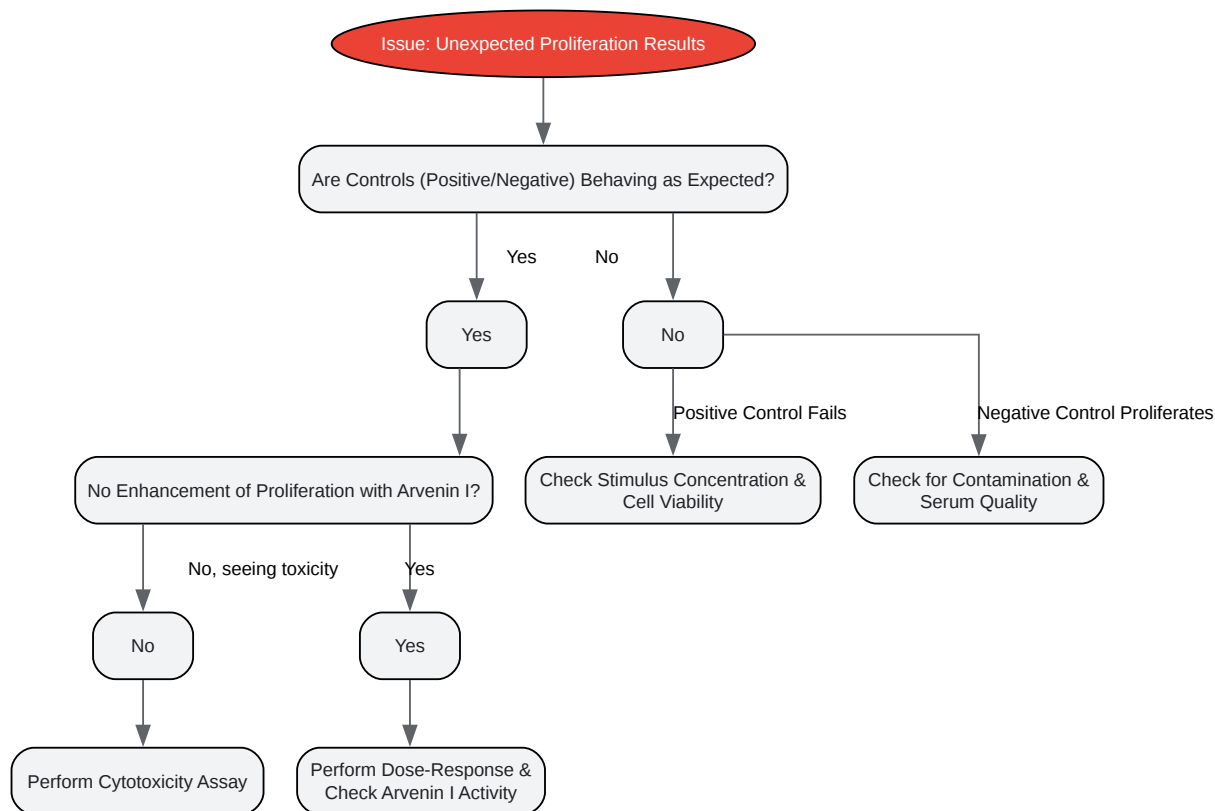 Issue: Unexpected Proliferation Results
Are Controls (Positive/Negative) Behaving as Expected?
Yes
No
Yes
No
Positive Control Fails
Negative Control Proliferates
No Enhancement of Proliferation with Arvenin I?
Check Stimulus Concentration &
Cell Viability
Check for Contamination &
Serum Quality
No, seeing toxicity
Yes
No
Yes
Perform Cytotoxicity Assay
Perform Dose-Response &
Check Arvenin I Activity